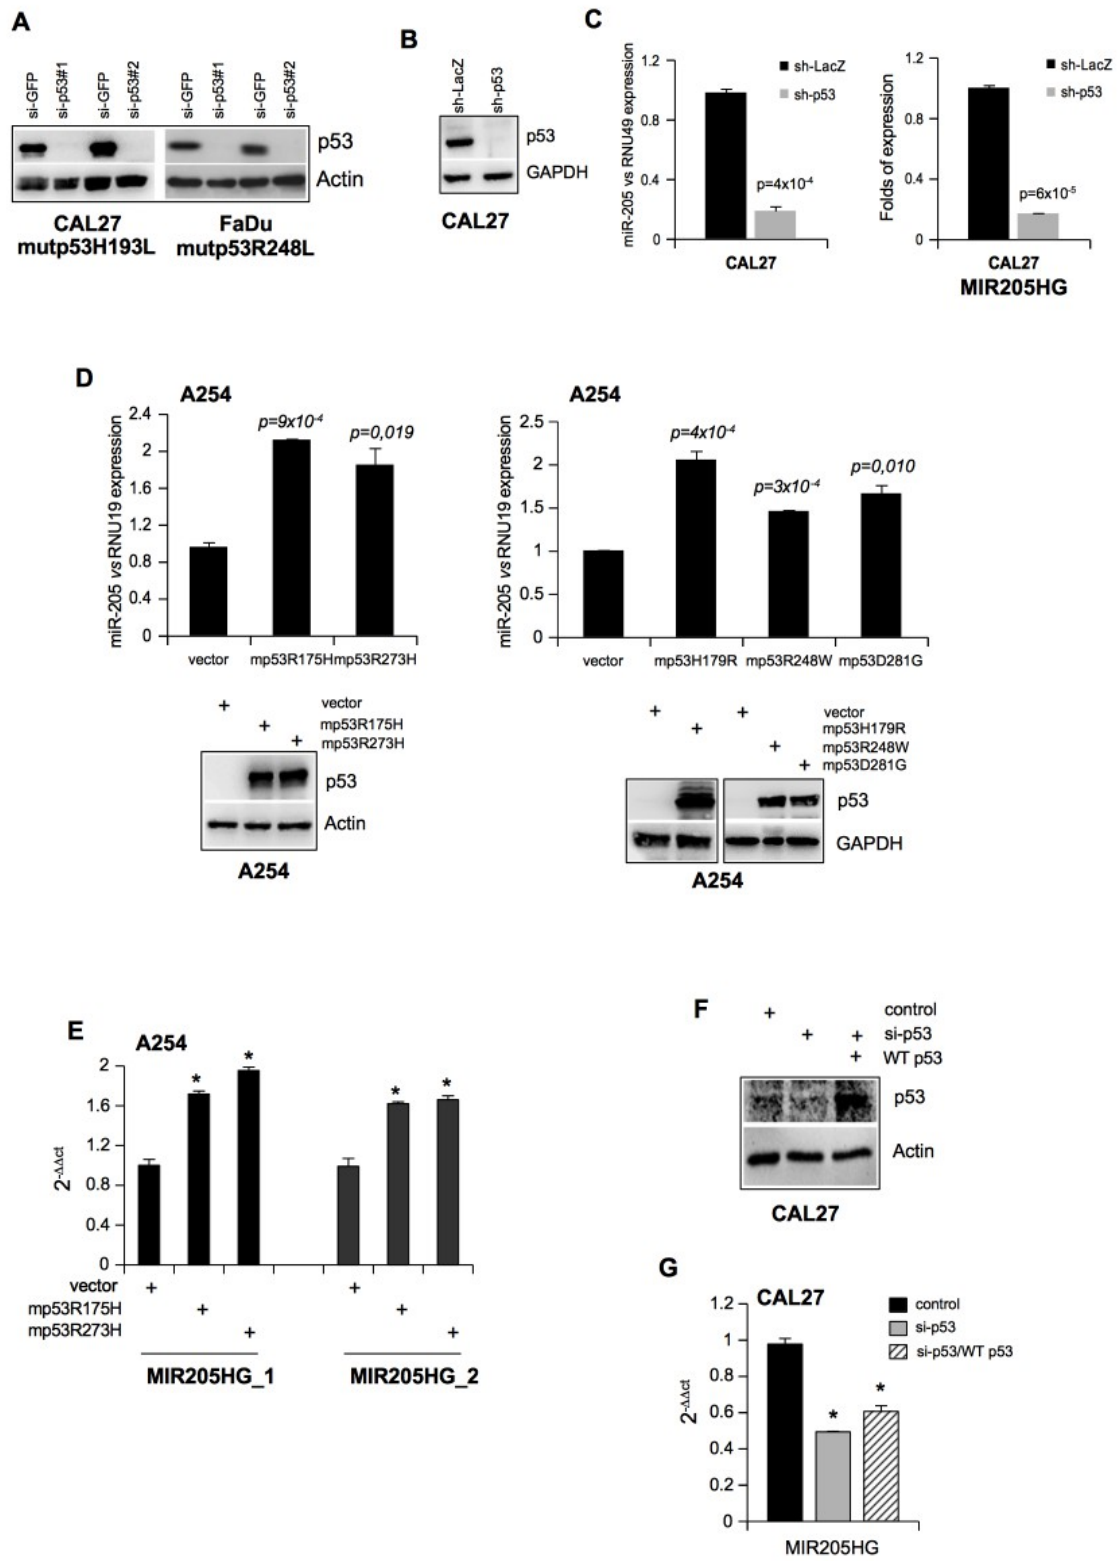 A
si-GFP
si-p53#1
si-GFP
si-p53#2
si-GFP
si-p53#1
si-GFP
si-p53#2
p53
Actin
CAL27
mutp53H193L
FaDu
mutp53R248L
B
sh-LacZ
sh-p53
p53
GAPDH
CAL27
C
miR-205 vs RNU49 expression
1.2
0.8
0.4
0
sh-LacZ
sh-p53
p=4x10-4
CAL27
Folds of expression
1.2
0.8
0.4
0
sh-LacZ
sh-p53
p=6x10-5
CAL27
MIR205HG
D
A254
miR-205 vs RNU19 expression
2.4
2
1.6
1.2
0.8
0.4
0
p=9x10-4
p=0,019
vector
mp53R175H
mp53R273H
+ vector
+ mp53R175H
+ mp53R273H
p53
Actin
A254
A254
miR-205 vs RNU19 expression
2.5
2
1.5
1
0.5
0
p=4x10-4
p=3x10-4
p=0,010
vector
mp53H179R
mp53R248W
mp53D281G
+ + vector
+ mp53H179R
+ mp53R248W
+ mp53D281G
p53
GAPDH
A254
E
A254
2-ΔΔct
2
1.6
1.2
0.8
0.4
0
* * * *
vector + +
mp53R175H + +
mp53R273H + +
MIR205HG_1
MIR205HG_2
F
+ control
+ + si-p53
+ WT p53
p53
Actin
CAL27
G
CAL27
2-ΔΔct
1.2
1
0.8
0.6
0.4
0.2
0
control
si-p53
si-p53/WT p53
* *
MIR205HG